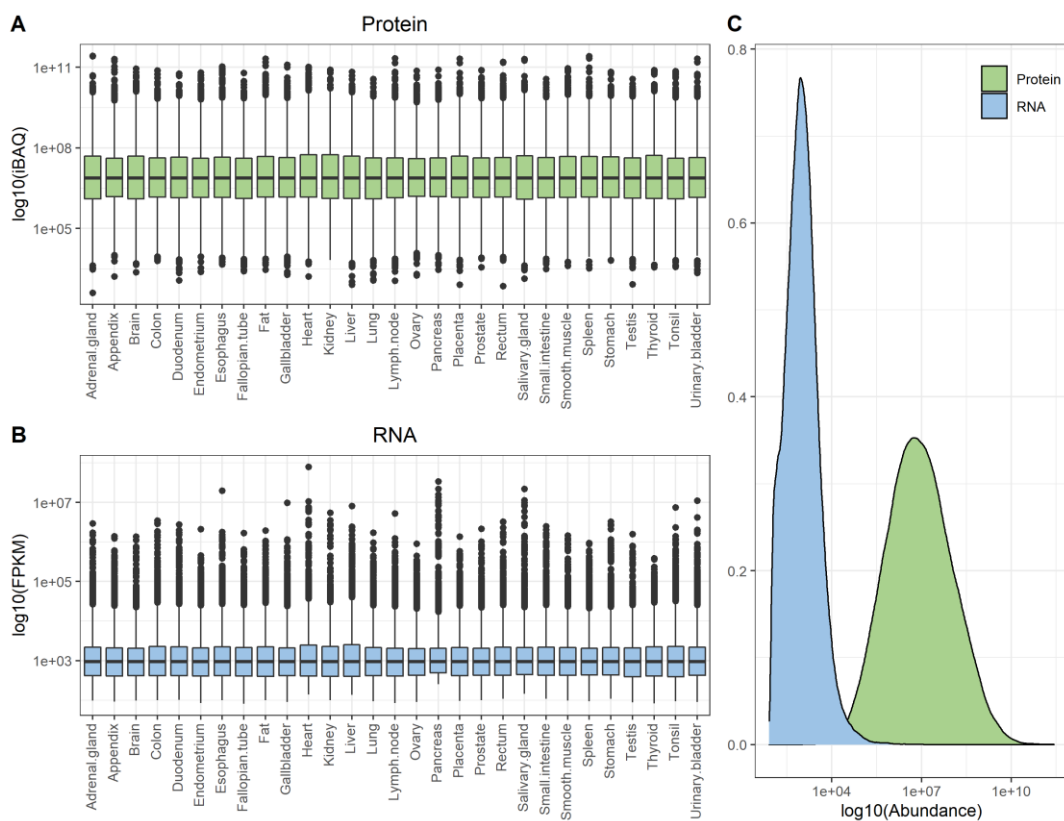 A
Protein
log10(iBAQ)
1e+11
1e+08
1e+05
Adrenal.gland
Appendix
Brain
Colon
Duodenum
Endometrium
Esophagus
Fallopian.tube
Fat
Gallbladder
Heart
Kidney
Liver
Lung
Lymph.node
Ovary
Pancreas
Placenta
Prostate
Rectum
Salivary.gland
Small.intestine
Smooth.muscle
Spleen
Stomach
Testis
Thyroid
Tonsil
Urinary.bladder
B
RNA
log10(FPKM)
1e+07
1e+05
1e+03
Adrenal.gland
Appendix
Brain
Colon
Duodenum
Endometrium
Esophagus
Fallopian.tube
Fat
Gallbladder
Heart
Kidney
Liver
Lung
Lymph.node
Ovary
Pancreas
Placenta
Prostate
Rectum
Salivary.gland
Small.intestine
Smooth.muscle
Spleen
Stomach
Testis
Thyroid
Tonsil
Urinary.bladder
C
0.8
0.6
0.4
0.2
0.0
Protein
RNA
1e+04
1e+07
1e+10
log10(Abundance)